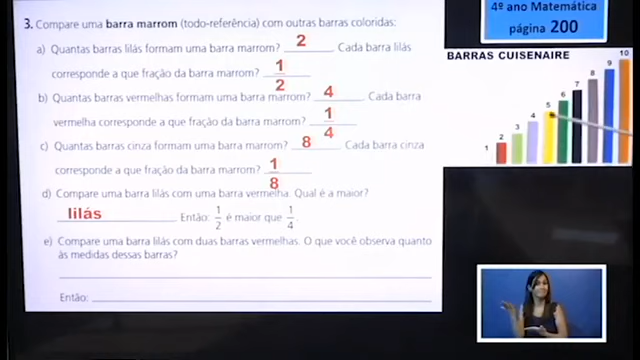 3. Compare uma barra marrom (todo-referência) com outras barras coloridas:
a) Quantas barras lilás formam uma barra marrom? 2 Cada barra lilás
corresponde a que fração da barra marrom? 1/2
b) Quantas barras vermelhas formam uma barra marrom? 4 Cada barra
vermelha corresponde a que fração da barra marrom? 1/4
c) Quantas barras cinza formam uma barra marrom? 8 Cada barra cinza
corresponde a que fração da barra marrom? 1/8
d) Compare uma barra lilás com uma barra vermelha. Qual é a maior?
lilás Então: 1/2 é maior que 1/4.
e) Compare uma barra lilás com duas barras vermelhas. O que você observa quanto
às medidas dessas barras?
Então:
4º ano Matemática
página 200
BARRAS CUISENAIRE
1 2 3 4 5 6 7 8 9 10